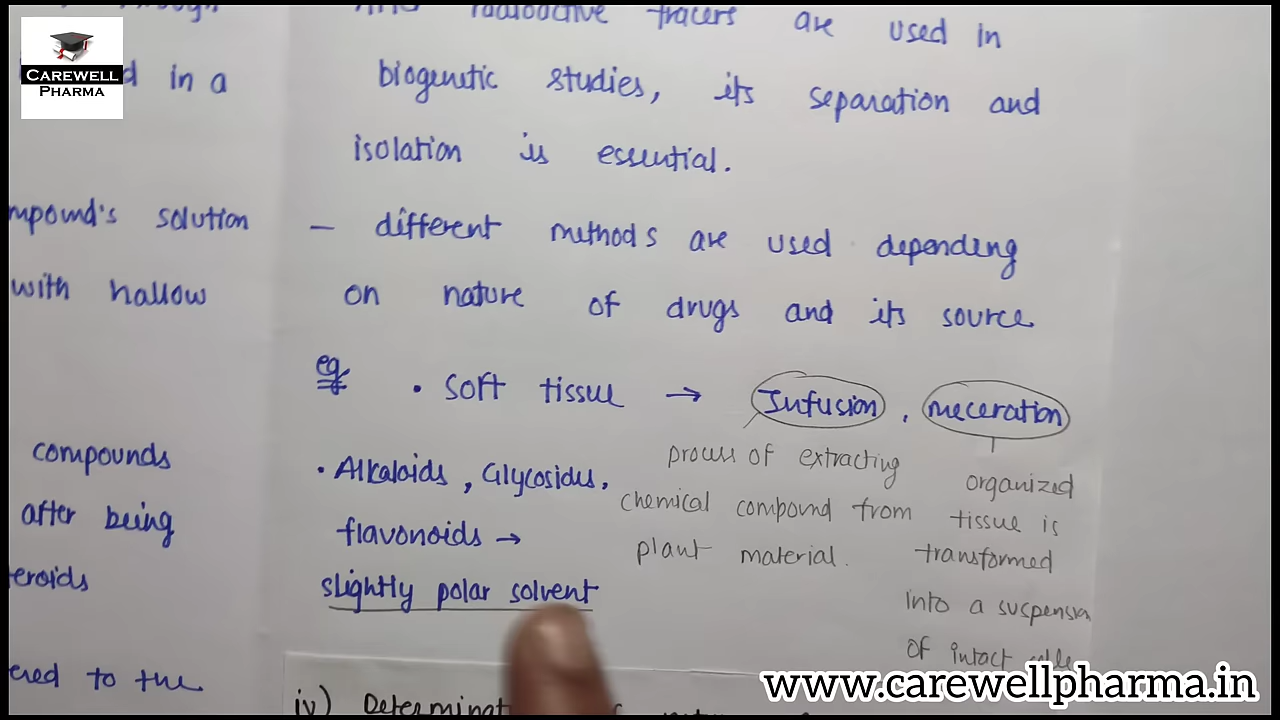 CAREWELL
PHARMA
in a
mpound's solution
with hallow
compounds
after being
eroids
ered to the
radioactive tracers are used in
biogenetic studies, its separation and
isolation is essential.
— different methods are used depending
on nature of drugs and its source
eg • Soft tissue → Infusion, meceration
process of extracting
chemical compound from
plant material.
organized
tissue is
transformed
into a suspension
of intact
• Alkaloids, Glycosides,
flavonoids →
slightly polar solvent
iv) Determinat
www.carewellpharma.in